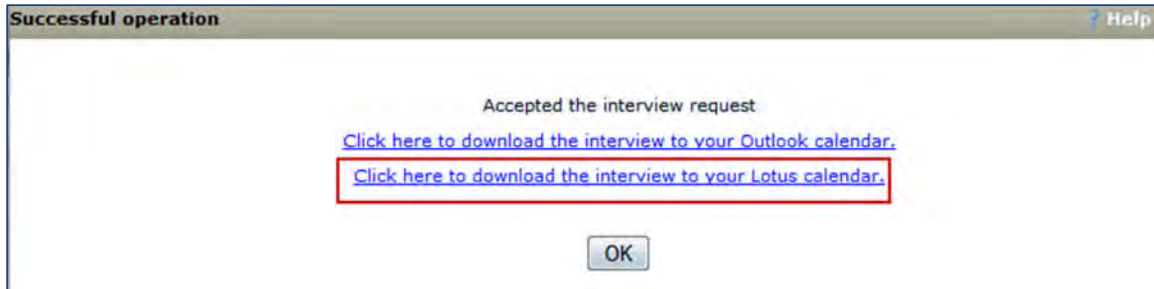 Successful operation ? Help
Accepted the interview request
Click here to download the interview to your Outlook calendar.
Click here to download the interview to your Lotus calendar.
OK